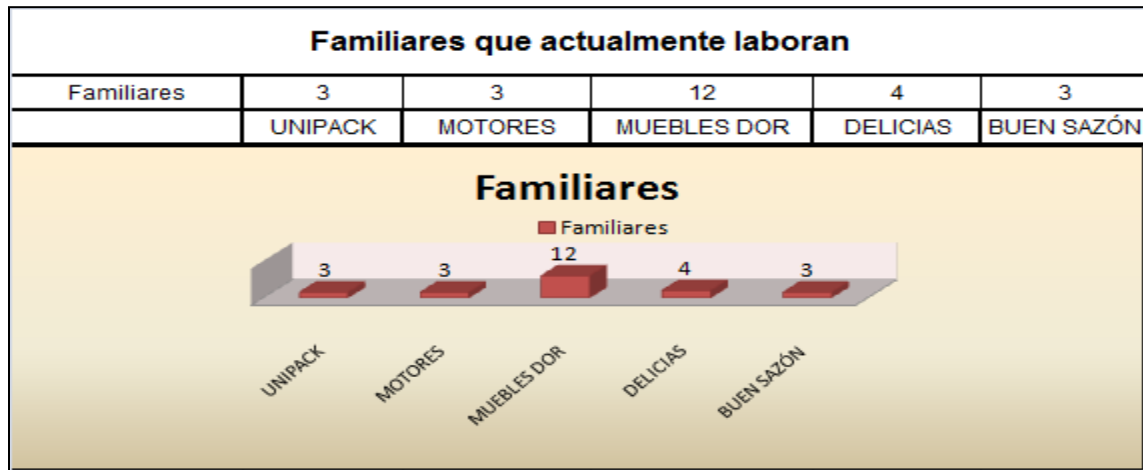 Familiares que actualmente laboran
Familiares 3 3 12 4 3
UNIPACK MOTORES MUEBLES DOR DELICIAS BUEN SAZÓN
Familiares
Familiares
3 3 12 4 3
UNIPACK MOTORES MUEBLES DOR DELICIAS BUEN SAZÓN